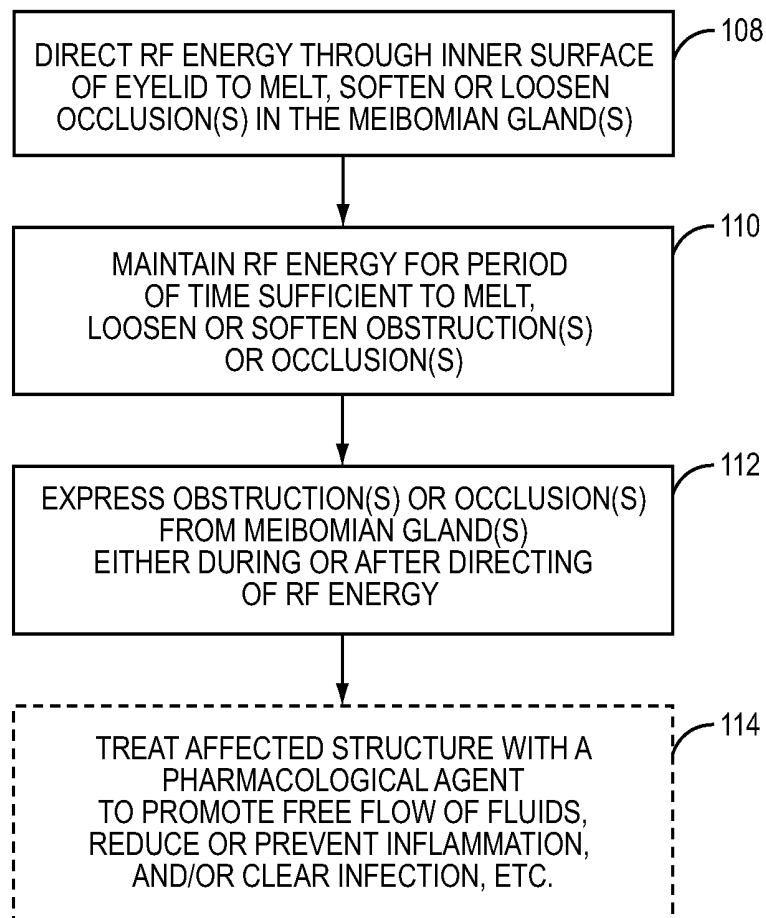 108
DIRECT RF ENERGY THROUGH INNER SURFACE
OF EYELID TO MELT, SOFTEN OR LOOSEN
OCCLUSION(S) IN THE MEIBOMIAN GLAND(S)
110
MAINTAIN RF ENERGY FOR PERIOD
OF TIME SUFFICIENT TO MELT,
LOOSEN OR SOFTEN OBSTRUCTION(S)
OR OCCLUSION(S)
112
EXPRESS OBSTRUCTION(S) OR OCCLUSION(S)
FROM MEIBOMIAN GLAND(S)
EITHER DURING OR AFTER DIRECTING
OF RF ENERGY
114
TREAT AFFECTED STRUCTURE WITH A
PHARMACOLOGICAL AGENT
TO PROMOTE FREE FLOW OF FLUIDS,
REDUCE OR PREVENT INFLAMMATION,
AND/OR CLEAR INFECTION, ETC.